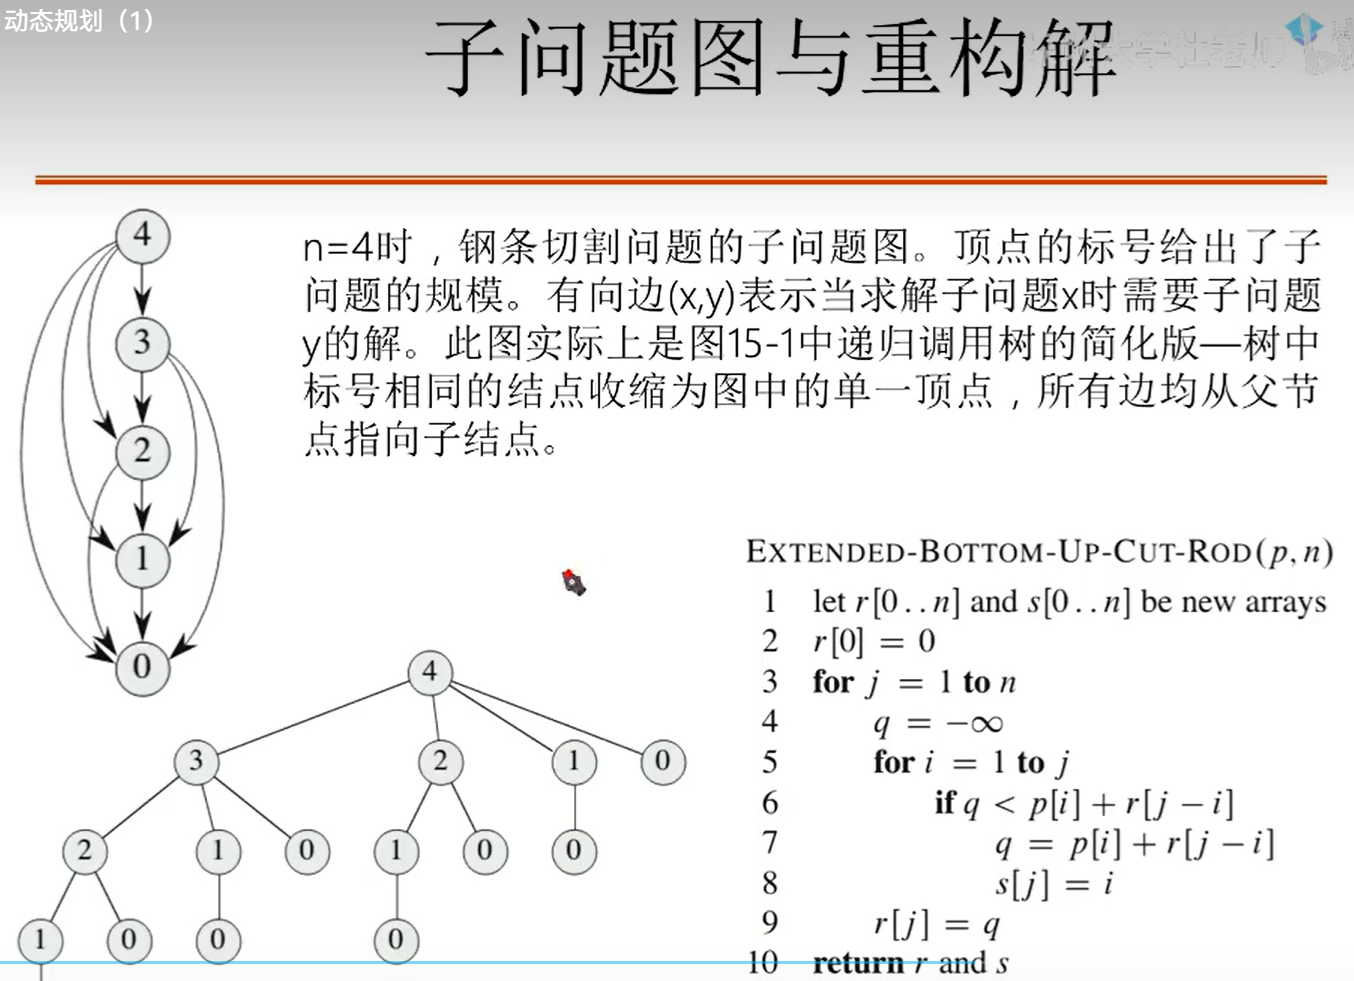 动态规划（1）
子问题图与重构解
n=4时，钢条切割问题的子问题图。顶点的标号给出了子
问题的规模。有向边(x,y)表示当求解子问题x时需要子问题
y的解。此图实际上是图15-1中递归调用树的简化版—树中
标号相同的结点收缩为图中的单一顶点，所有边均从父节
点指向子结点。
4
3
2
1
0
4
3 2 1 0
2 1 0 1 0 0
1 0 0 0
EXTENDED-BOTTOM-UP-CUT-ROD(p, n)
1 let r[0..n] and s[0..n] be new arrays
2 r[0] = 0
3 for j = 1 to n
4 q = −∞
5 for i = 1 to j
6 if q < p[i] + r[j − i]
7 q = p[i] + r[j − i]
8 s[j] = i
9 r[j] = q
10 return r and s